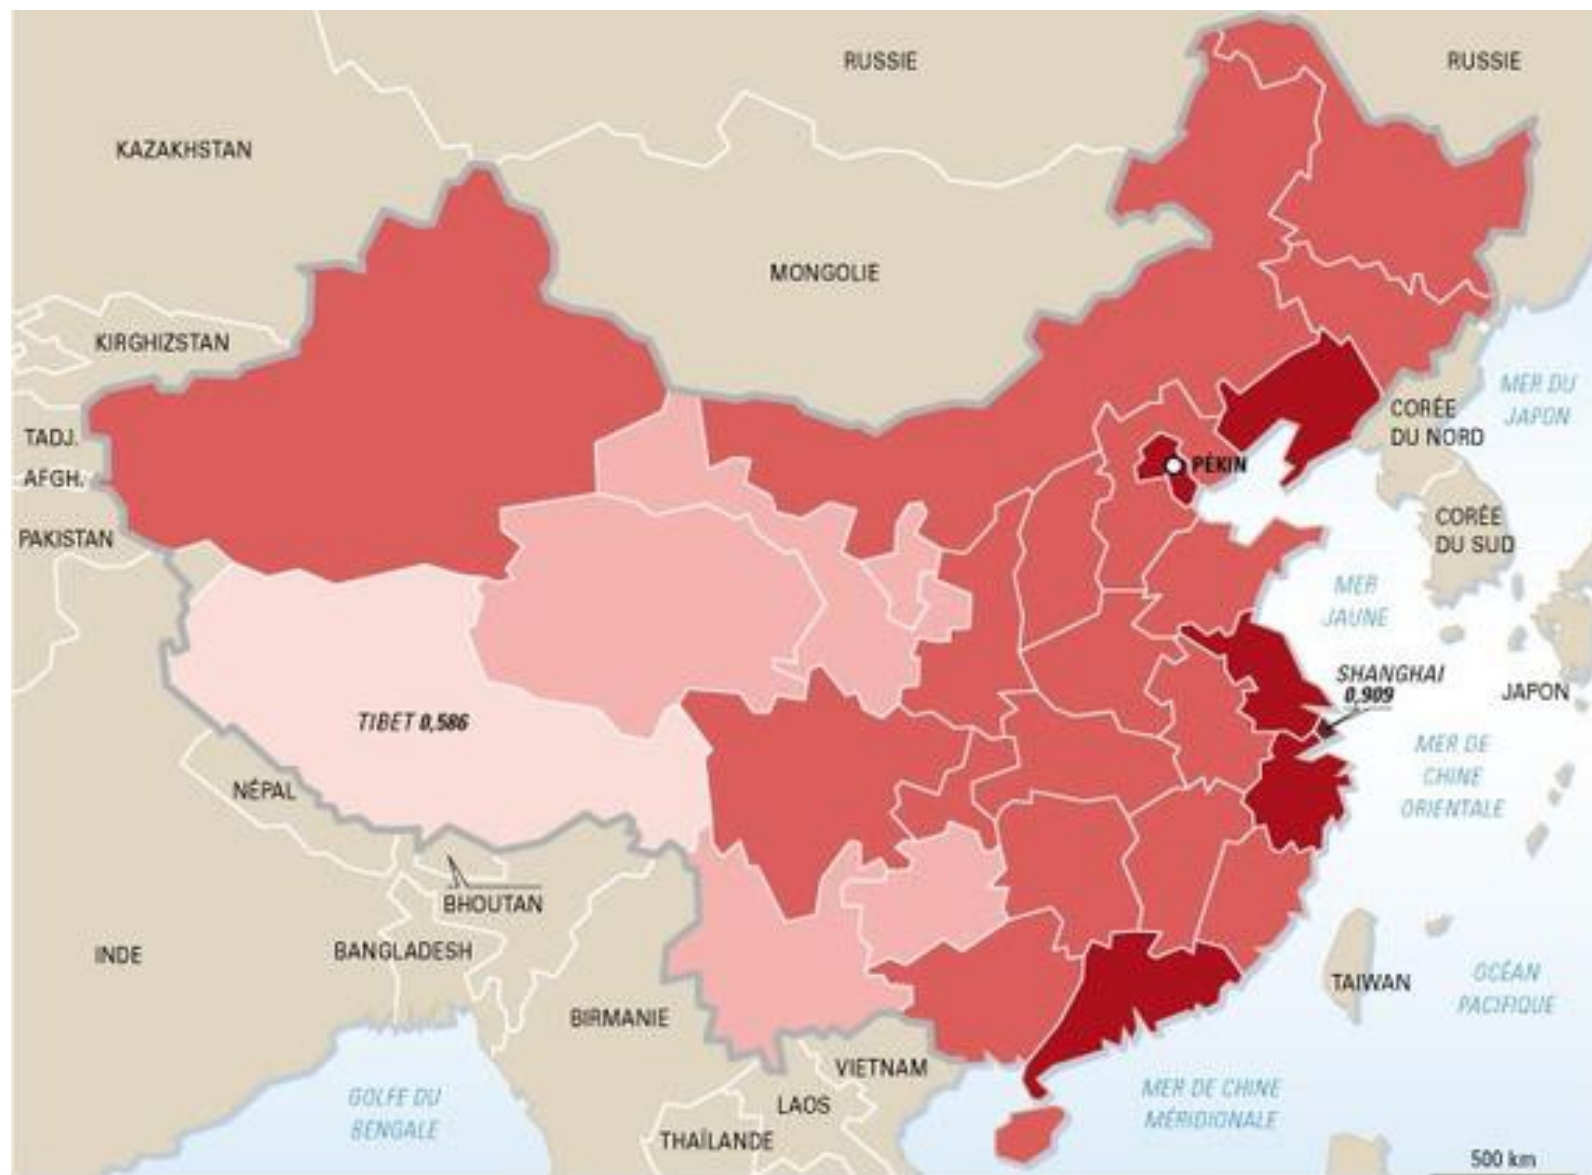 RUSSIE
RUSSIE
KAZAKHSTAN
MONGOLIE
KIRGHIZSTAN
MER DU
JAPON
CORÉE
DU NORD
TADJ.
PÉKIN
AFGH.
PAKISTAN
CORÉE
DU SUD
MER
JAUNE
SHANGHAI
0,909
JAPON
TIBET 0,586
MER DE
CHINE
ORIENTALE
NÉPAL
BHOUTAN
BANGLADESH
INDE
TAIWAN
OCÉAN
PACIFIQUE
BIRMANIE
VIETNAM
GOLFE DU
BENGALE
LAOS
MER DE CHINE
MÉRIDIONALE
THAÏLANDE
500 km